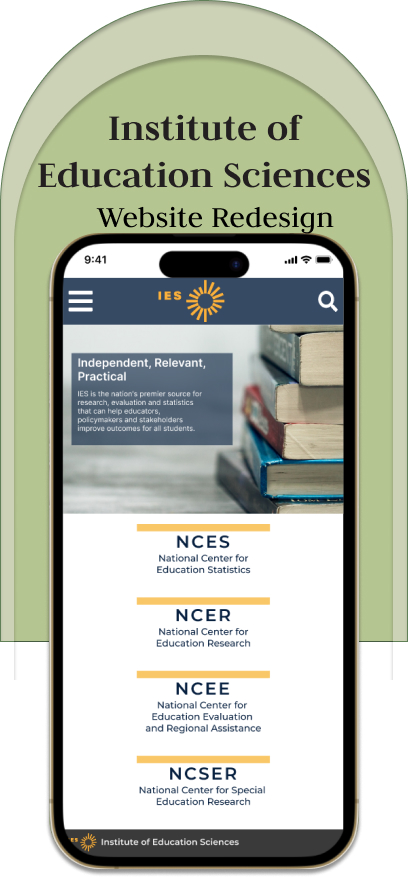 Institute of
Education Sciences
Website Redesign
9:41
IES
Independent, Relevant,
Practical
IES is the nation's premier source for
research, evaluation and statistics
that can help educators,
policymakers and stakeholders
improve outcomes for all students.
NCES
National Center for
Education Statistics
NCER
National Center for
Education Research
NCEE
National Center for
Education Evaluation
and Regional Assistance
NCSER
National Center for Special
Education Research
IES Institute of Education Sciences